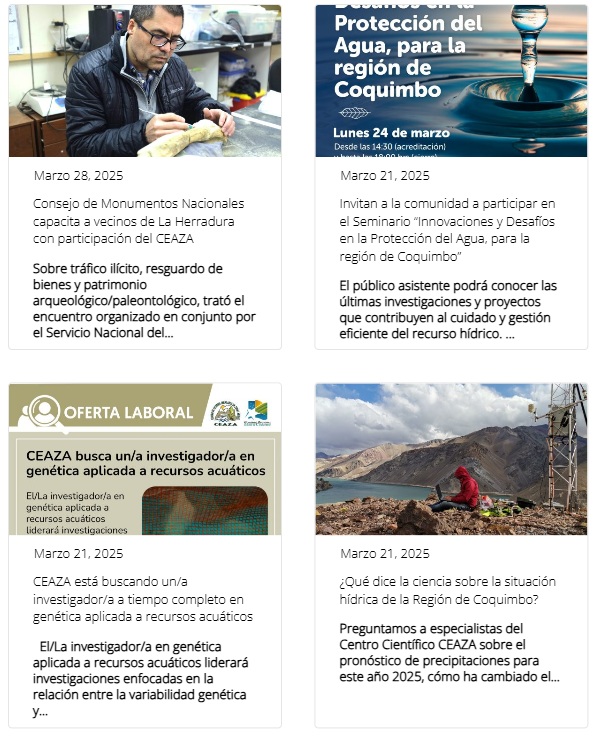 Marzo 28, 2025
Consejo de Monumentos Nacionales
capacita a vecinos de La Herradura
con participación del CEAZA
Sobre tráfico ilícito, resguardo de
bienes y patrimonio
arqueológico/paleontológico, trató el
encuentro organizado en conjunto por
el Servicio Nacional del...
Protección del
Agua, para la
región de
Coquimbo
Lunes 24 de marzo
Desde las 14:30 (acreditación)
Marzo 21, 2025
Invitan a la comunidad a participar en
el Seminario “Innovaciones y Desafíos
en la Protección del Agua, para la
región de Coquimbo”
El público asistente podrá conocer las
últimas investigaciones y proyectos
que contribuyen al cuidado y gestión
eficiente del recurso hídrico. ...
OFERTA LABORAL
CEAZA
CEAZA busca un/a investigador/a en
genética aplicada a recursos acuáticos
El/La investigador/a en
genética aplicada a
recursos acuáticos
liderará investigaciones
Marzo 21, 2025
CEAZA está buscando un/a
investigador/a a tiempo completo en
genética aplicada a recursos acuáticos
El/La investigador/a en genética
aplicada a recursos acuáticos liderará
investigaciones enfocadas en la
relación entre la variabilidad genética
y...
Marzo 21, 2025
¿Qué dice la ciencia sobre la situación
hídrica de la Región de Coquimbo?
Preguntamos a especialistas del
Centro Científico CEAZA sobre el
pronóstico de precipitaciones para
este año 2025, cómo ha cambiado el...